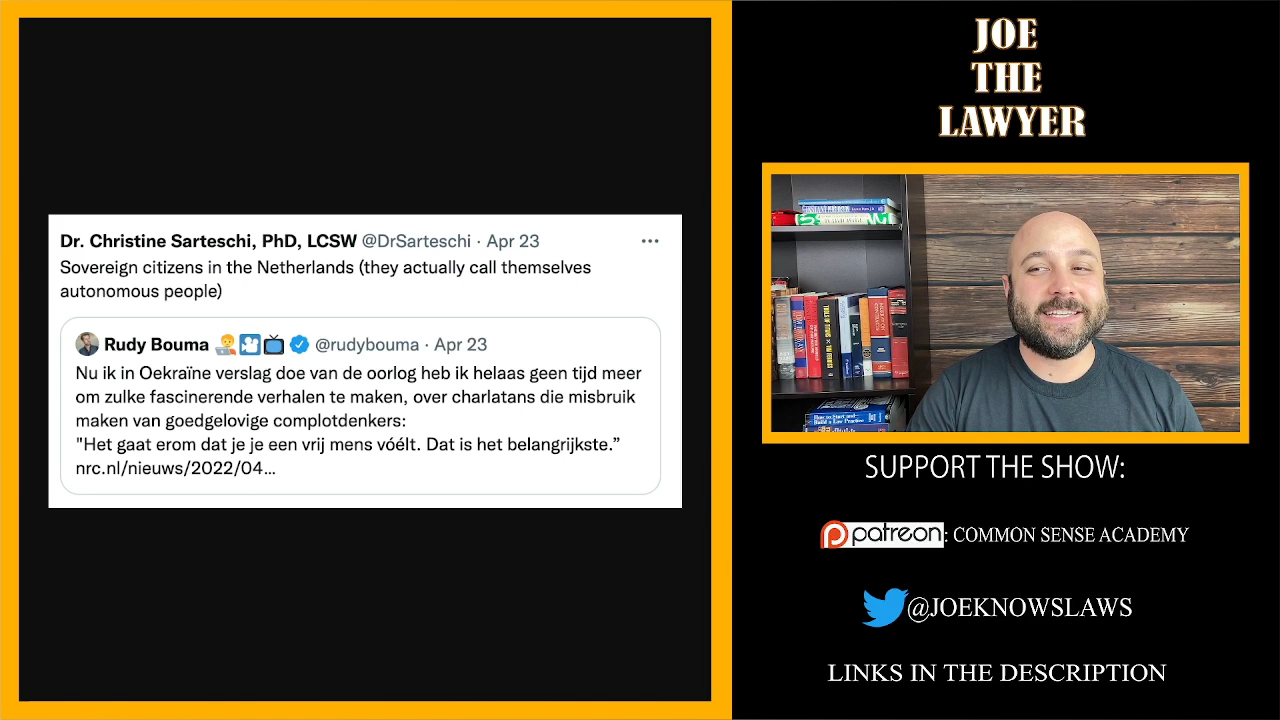 Dr. Christine Sarteschi, PhD, LCSW @DrSarteschi · Apr 23
Sovereign citizens in the Netherlands (they actually call themselves
autonomous people)
Rudy Bouma @rudybouma · Apr 23
Nu ik in Oekraïne verslag doe van de oorlog heb ik helaas geen tijd meer
om zulke fascinerende verhalen te maken, over charlatans die misbruik
maken van goedgelovige complotdenkers:
"Het gaat erom dat je je een vrij mens vóélt. Dat is het belangrijkste.”
nrc.nl/nieuws/2022/04...
JOE
THE
LAWYER
SUPPORT THE SHOW:
patreon: COMMON SENSE ACADEMY
@JOEKNOWSLAWS
LINKS IN THE DESCRIPTION